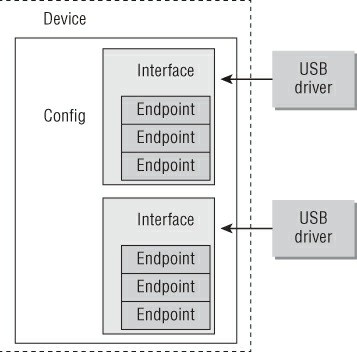 Device
Config
Interface
Endpoint
Endpoint
Endpoint
USB
driver
Interface
Endpoint
Endpoint
Endpoint
USB
driver